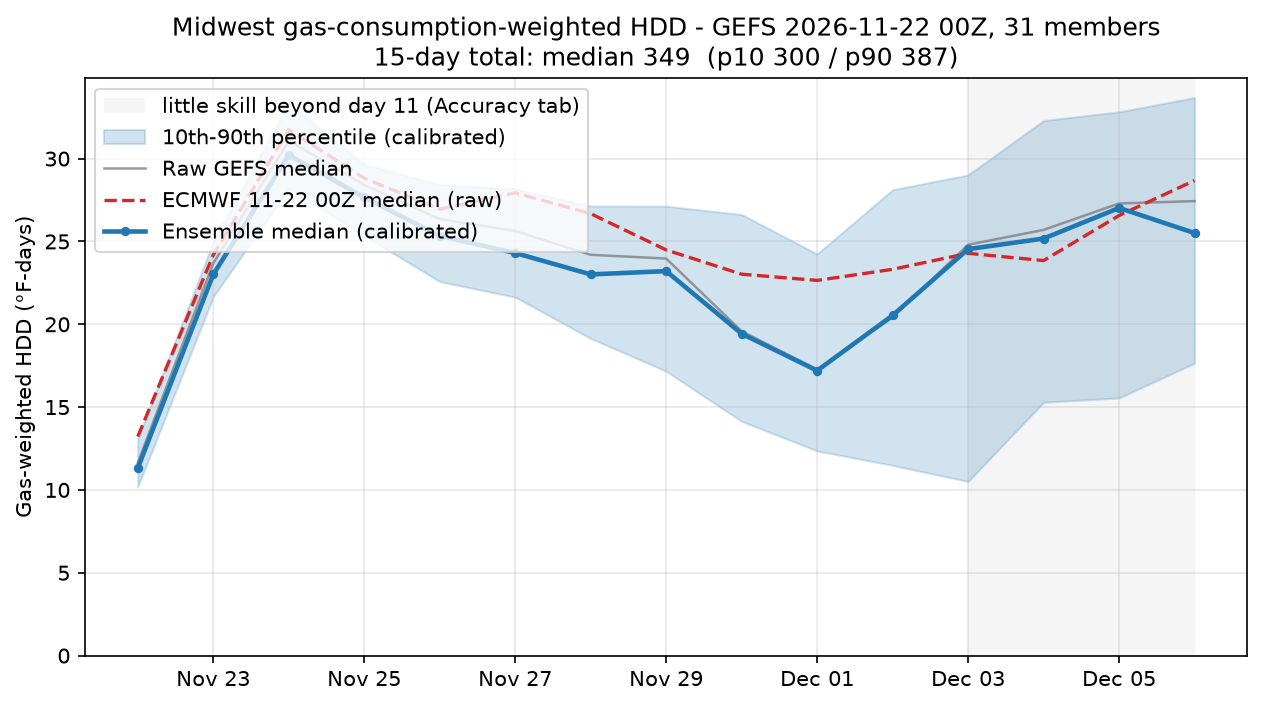 Midwest gas-consumption-weighted HDD - GEFS 2026-11-22 00Z, 31 members
15-day total: median 349  (p10 300 / p90 387)
little skill beyond day 11 (Accuracy tab)
10th-90th percentile (calibrated)
Raw GEFS median
ECMWF 11-22 00Z median (raw)
Ensemble median (calibrated)
Gas-weighted HDD (°F-days)
30
25
20
15
10
5
0
Nov 23 Nov 25 Nov 27 Nov 29 Dec 01 Dec 03 Dec 05